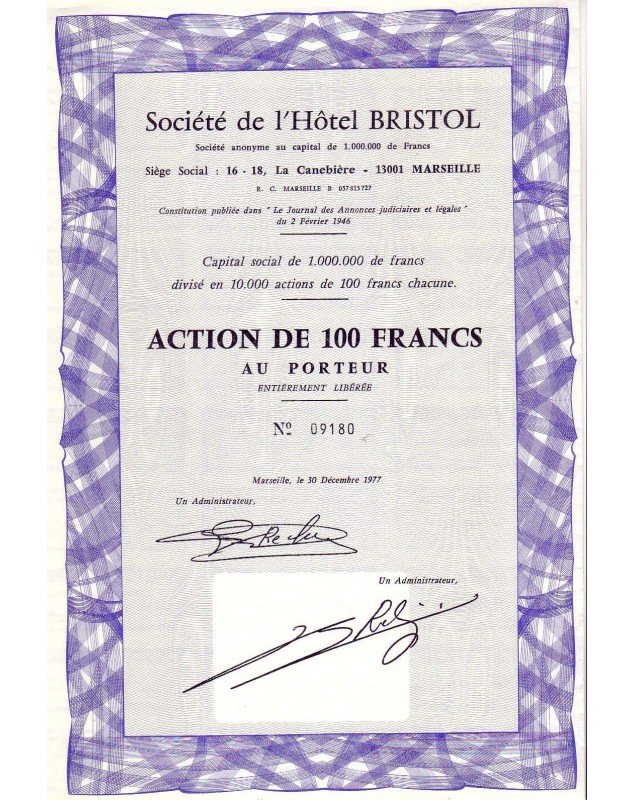 Société de l'Hôtel BRISTOL
Société anonyme au capital de 1.000.000 de Francs
Siège Social : 16 - 18, La Canebière - 13001 MARSEILLE
R. C. MARSEILLE B 057 815 727
Constitution publiée dans " Le Journal des Annonces judiciaires et légales "
du 2 Février 1946
Capital social de 1.000.000 de francs
divisé en 10.000 actions de 100 francs chacune.
ACTION DE 100 FRANCS
AU PORTEUR
ENTIÈREMENT LIBÉRÉE
Nº 09180
Marseille, le 30 Décembre 1977
Un Administrateur,
Un Administrateur,